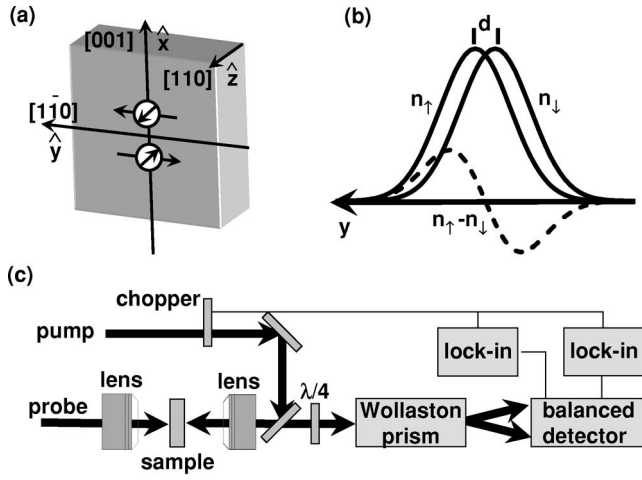 (a)
[001]
x̂
[110]
ẑ
[11̄0]
ŷ
(b)
d
n↑
n↓
y
n↑-n↓
(c)
chopper
pump
lock-in
lock-in
lens
lens
λ/4
probe
Wollaston
prism
balanced
detector
sample